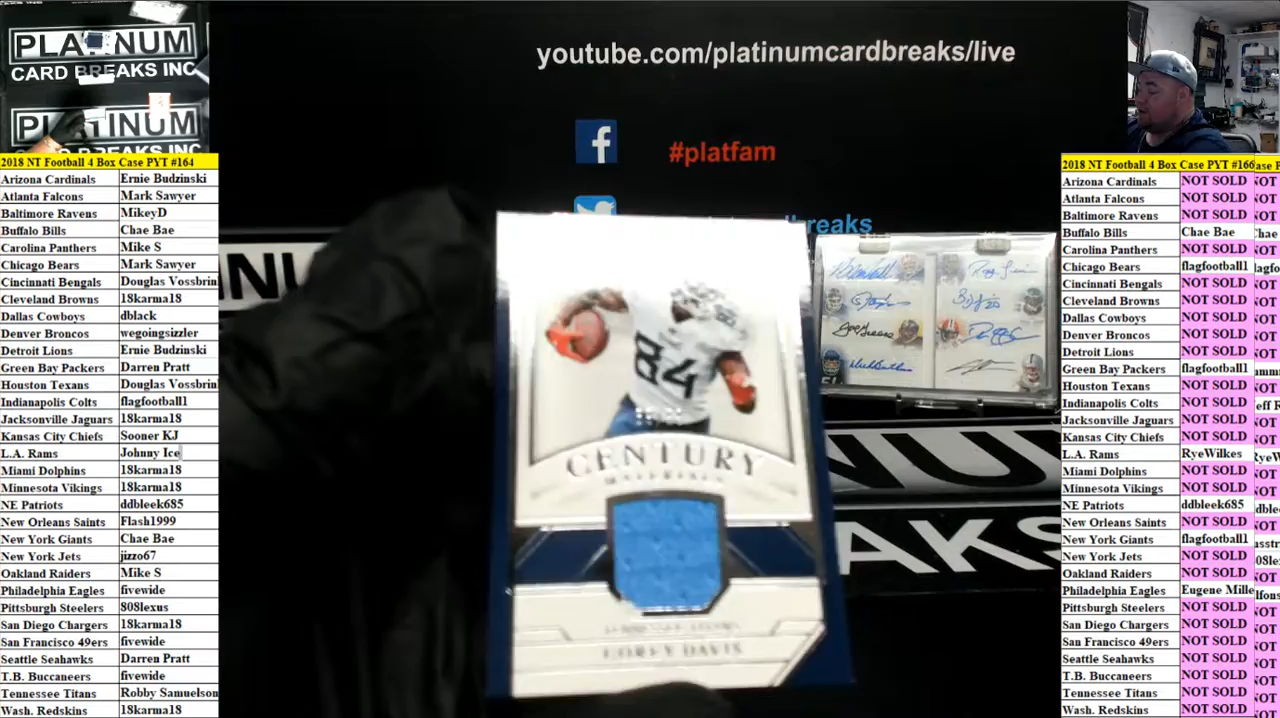 PLATINUM
CARD BREAKS INC
PLATINUM
2018 NT Football 4 Box Case PYT #164
Arizona Cardinals Ernie Budzinski
Atlanta Falcons Mark Sawyer
Baltimore Ravens MikeyD
Buffalo Bills Chae Bae
Carolina Panthers Mike S
Chicago Bears Mark Sawyer
Cincinnati Bengals Douglas Vossbrin
Cleveland Browns 18karma18
Dallas Cowboys dblack
Denver Broncos wegoingsizzler
Detroit Lions Ernie Budzinski
Green Bay Packers Darren Pratt
Houston Texans Douglas Vossbrin
Indianapolis Colts flagfootball1
Jacksonville Jaguars 18karma18
Kansas City Chiefs Sooner KJ
L.A. Rams Johnny Ice
Miami Dolphins 18karma18
Minnesota Vikings 18karma18
NE Patriots ddbleek685
New Orleans Saints Flash1999
New York Giants Chae Bae
New York Jets jizzo67
Oakland Raiders Mike S
Philadelphia Eagles fivewide
Pittsburgh Steelers 808lexus
San Diego Chargers 18karma18
San Francisco 49ers fivewide
Seattle Seahawks Darren Pratt
T.B. Buccaneers fivewide
Tennessee Titans Robby Samuelson
Wash. Redskins 18karma18
youtube.com/platinumcardbreaks/live
f
#platfam
breaks
NU
84
CENTURY
MATERIALS
COREY DAVIS
NU
AKS
2018 NT Football 4 Box Case PYT #166
Arizona Cardinals NOT SOLD
Atlanta Falcons NOT SOLD
Baltimore Ravens NOT SOLD
Buffalo Bills Chae Bae
Carolina Panthers NOT SOLD
Chicago Bears flagfootball1
Cincinnati Bengals NOT SOLD
Cleveland Browns NOT SOLD
Dallas Cowboys NOT SOLD
Denver Broncos NOT SOLD
Detroit Lions NOT SOLD
Green Bay Packers flagfootball1
Houston Texans NOT SOLD
Indianapolis Colts NOT SOLD
Jacksonville Jaguars NOT SOLD
Kansas City Chiefs NOT SOLD
L.A. Rams RyeWilkes
Miami Dolphins NOT SOLD
Minnesota Vikings NOT SOLD
NE Patriots ddbleek685
New Orleans Saints NOT SOLD
New York Giants flagfootball1
New York Jets NOT SOLD
Oakland Raiders NOT SOLD
Philadelphia Eagles Eugene Mille
Pittsburgh Steelers NOT SOLD
San Diego Chargers NOT SOLD
San Francisco 49ers NOT SOLD
Seattle Seahawks NOT SOLD
T.B. Buccaneers NOT SOLD
Tennessee Titans NOT SOLD
Wash. Redskins NOT SOLD